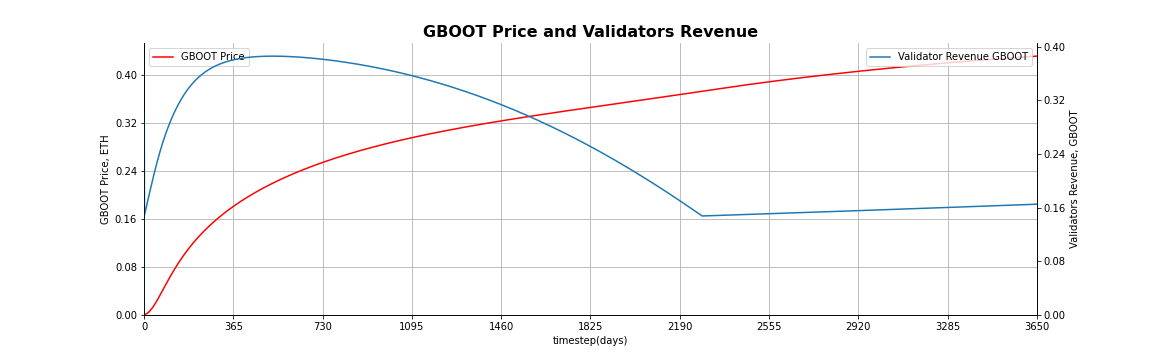 GBOOT Price and Validators Revenue
GBOOT Price
Validator Revenue GBOOT
GBOOT Price, ETH
0.40
0.32
0.24
0.16
0.08
0.00
0.40
0.32
0.24
0.16
0.08
0.00
Validators Revenue, GBOOT
0 365 730 1095 1460 1825 2190 2555 2920 3285 3650
timestep(days)